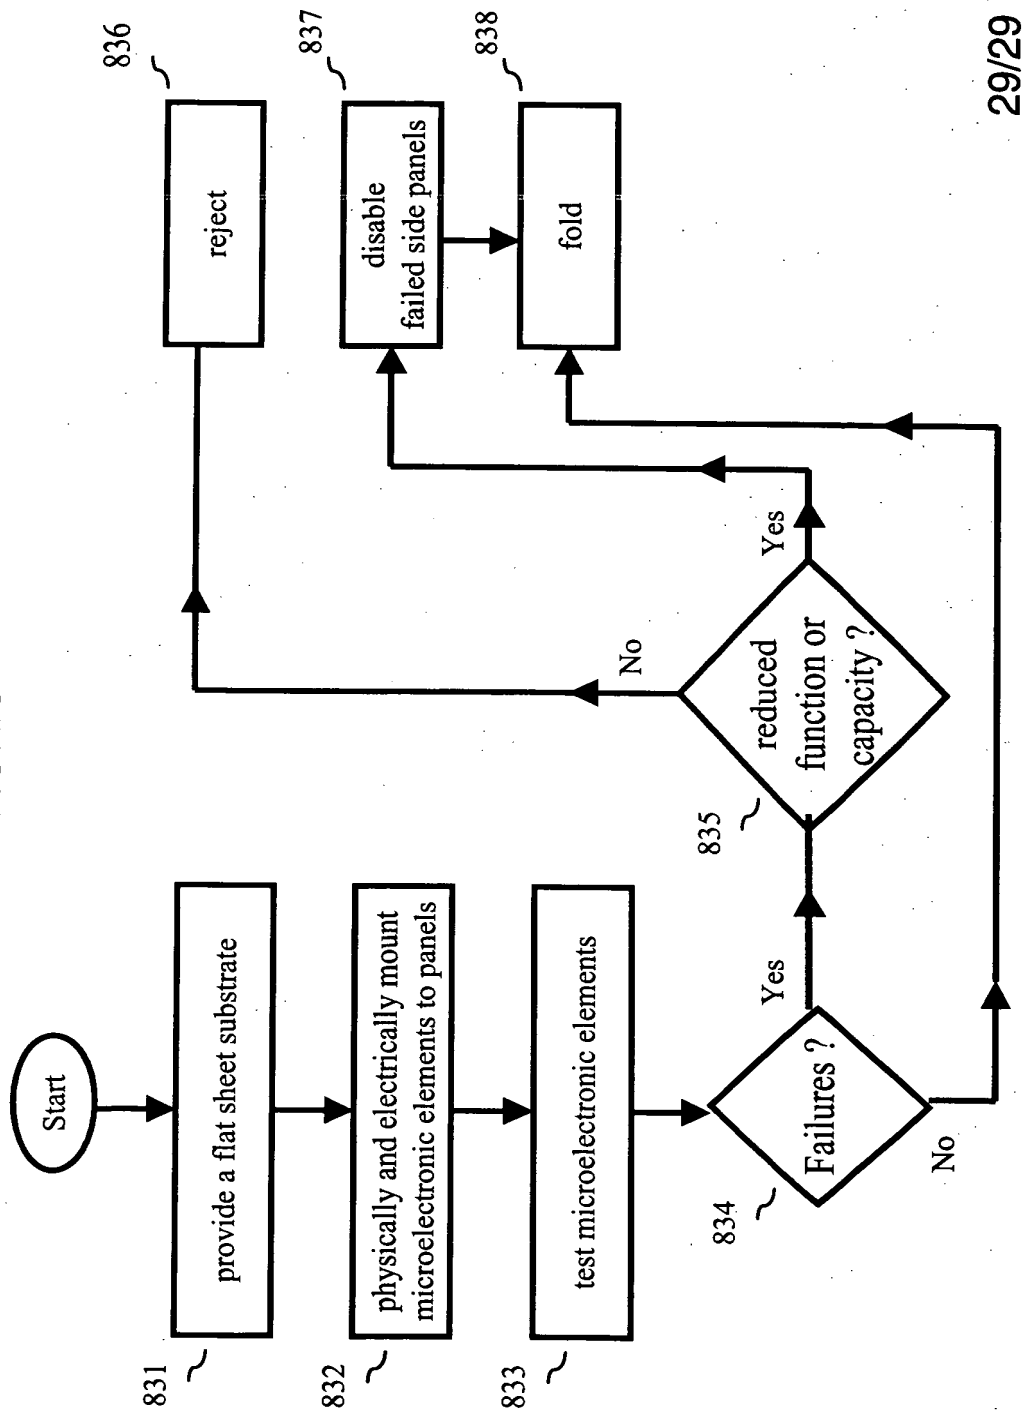 Start
831
provide a flat sheet substrate
832
physically and electrically mount
microelectronic elements to panels
833
test microelectronic elements
834
Failures ?
Yes
No
835
reduced
function or
capacity ?
No
Yes
836
reject
837
disable
failed side panels
838
fold
29/29